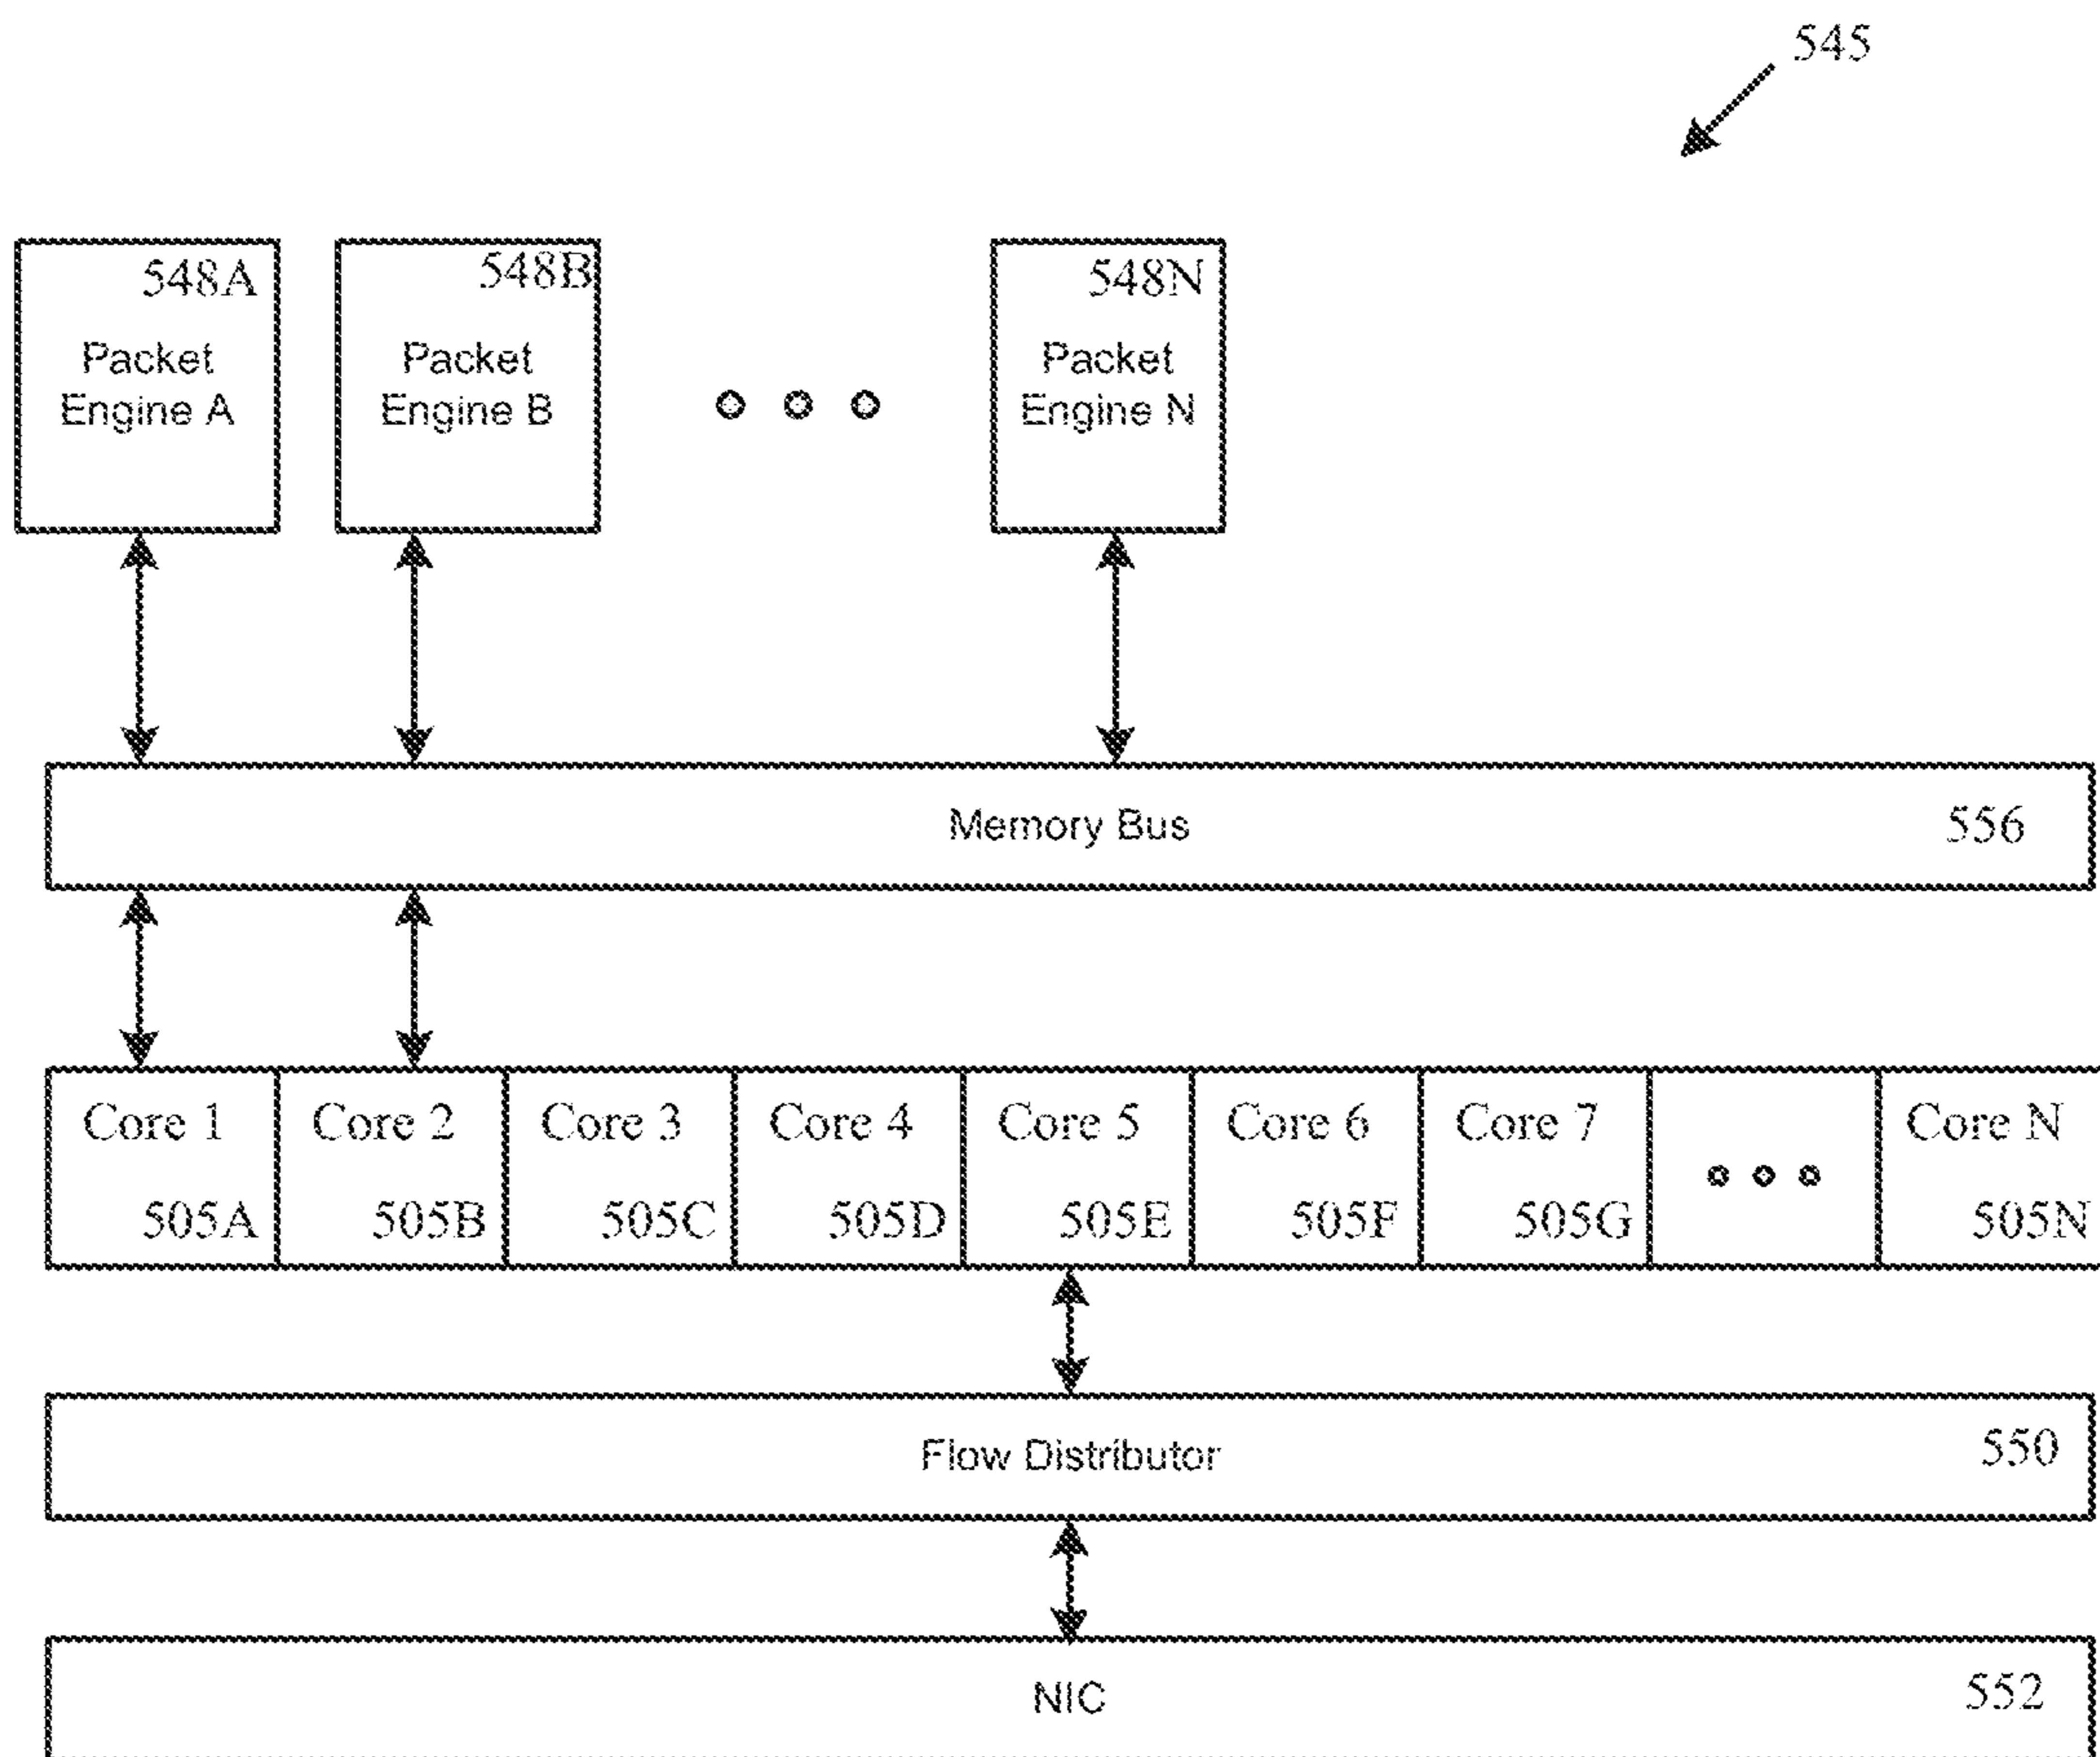 545
548A
Packet
Engine A
548B
Packet
Engine B
548N
Packet
Engine N
Memory Bus
556
Core 1
505A
Core 2
505B
Core 3
505C
Core 4
505D
Core 5
505E
Core 6
505F
Core 7
505G
Core N
505N
Flow Distributor
550
NIC
552